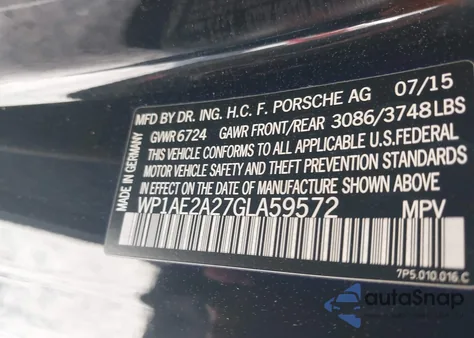 MFD BY DR. ING. H.C. F. PORSCHE AG 07/15
GVWR 6724 GAWR FRONT/REAR 3086/3748 LBS
THIS VEHICLE CONFORMS TO ALL APPLICABLE U.S. FEDERAL
MOTOR VEHICLE SAFETY AND THEFT PREVENTION STANDARDS
IN EFFECT ON THE DATE OF MANUFACTURE SHOWN ABOVE
WP1AE2A27GLA59572 MPV
7P5.010.016 C
MADE IN GERMANY
autoSnap